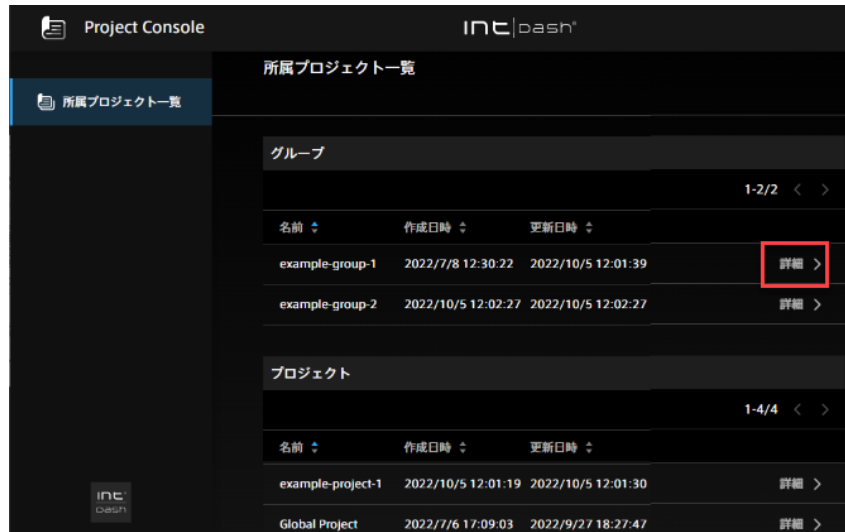 Project Console
int|dash®
所属プロジェクト一覧
所属プロジェクト一覧
グループ
1-2/2
名前 作成日時 更新日時
example-group-1 2022/7/8 12:30:22 2022/10/5 12:01:39 詳細
example-group-2 2022/10/5 12:02:27 2022/10/5 12:02:27 詳細
プロジェクト
1-4/4
名前 作成日時 更新日時
example-project-1 2022/10/5 12:01:19 2022/10/5 12:01:30 詳細
Global Project 2022/7/6 17:09:03 2022/9/27 18:27:47 詳細
int
dash